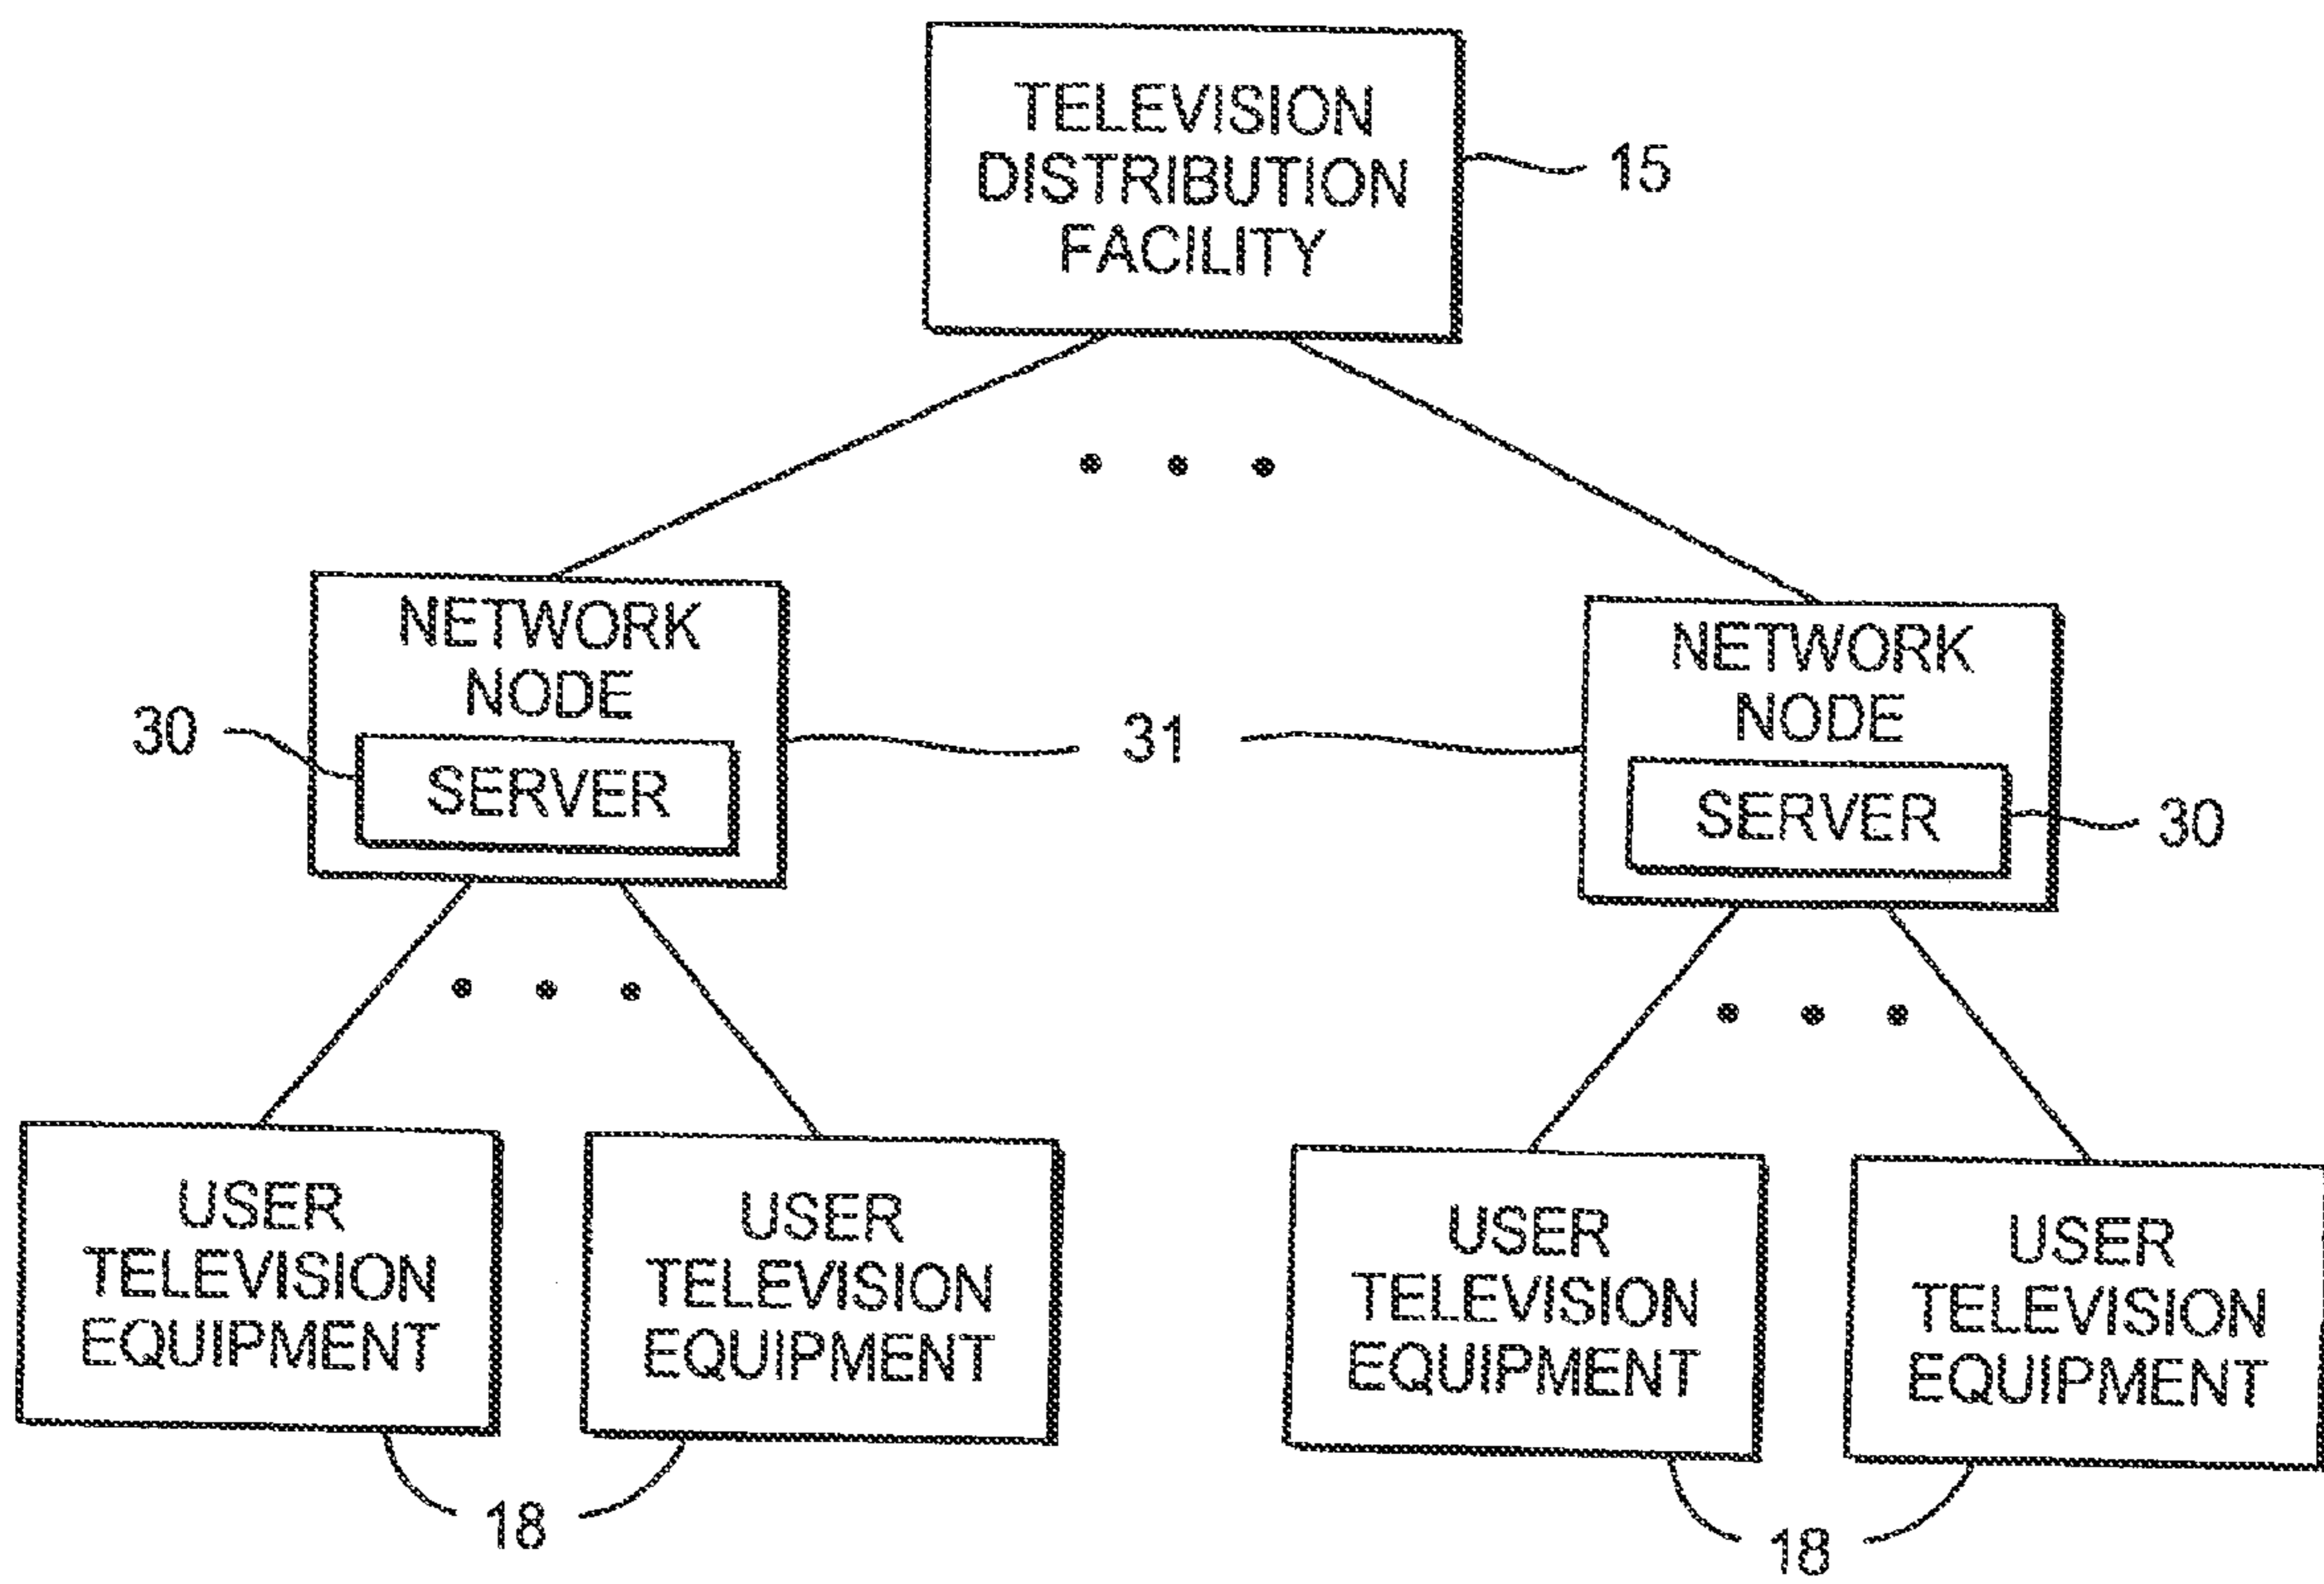 TELEVISION
DISTRIBUTION
FACILITY
15
NETWORK
NODE
30
SERVER
31
NETWORK
NODE
SERVER
30
USER
TELEVISION
EQUIPMENT
USER
TELEVISION
EQUIPMENT
18
USER
TELEVISION
EQUIPMENT
USER
TELEVISION
EQUIPMENT
18